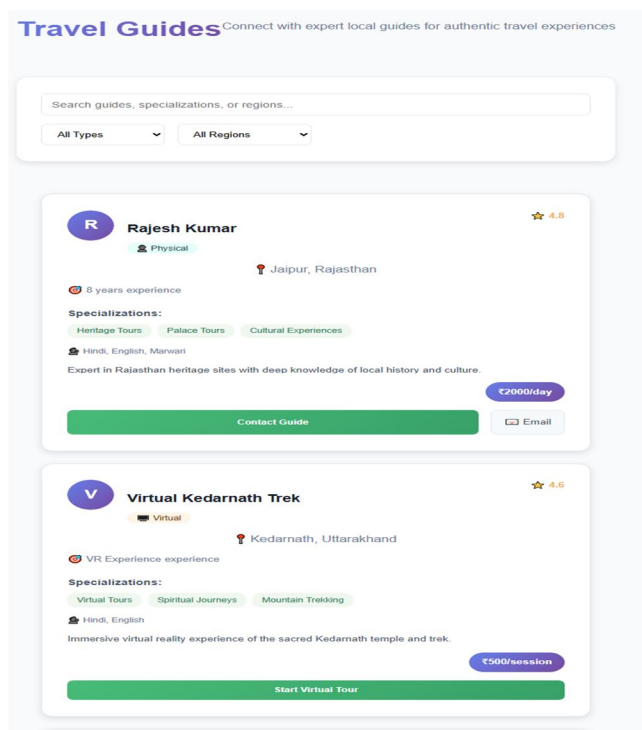 Travel Guides Connect with expert local guides for authentic travel experiences
Search guides, specializations, or regions...
All Types All Regions
R Rajesh Kumar 4.8
Physical
Jaipur, Rajasthan
8 years experience
Specializations:
Heritage Tours Palace Tours Cultural Experiences
Hindi, English, Marwari
Expert in Rajasthan heritage sites with deep knowledge of local history and culture.
₹2000/day
Contact Guide Email
V Virtual Kedarnath Trek 4.6
Virtual
Kedarnath, Uttarakhand
VR Experience experience
Specializations:
Virtual Tours Spiritual Journeys Mountain Trekking
Hindi, English
Immersive virtual reality experience of the sacred Kedarnath temple and trek.
₹500/session
Start Virtual Tour